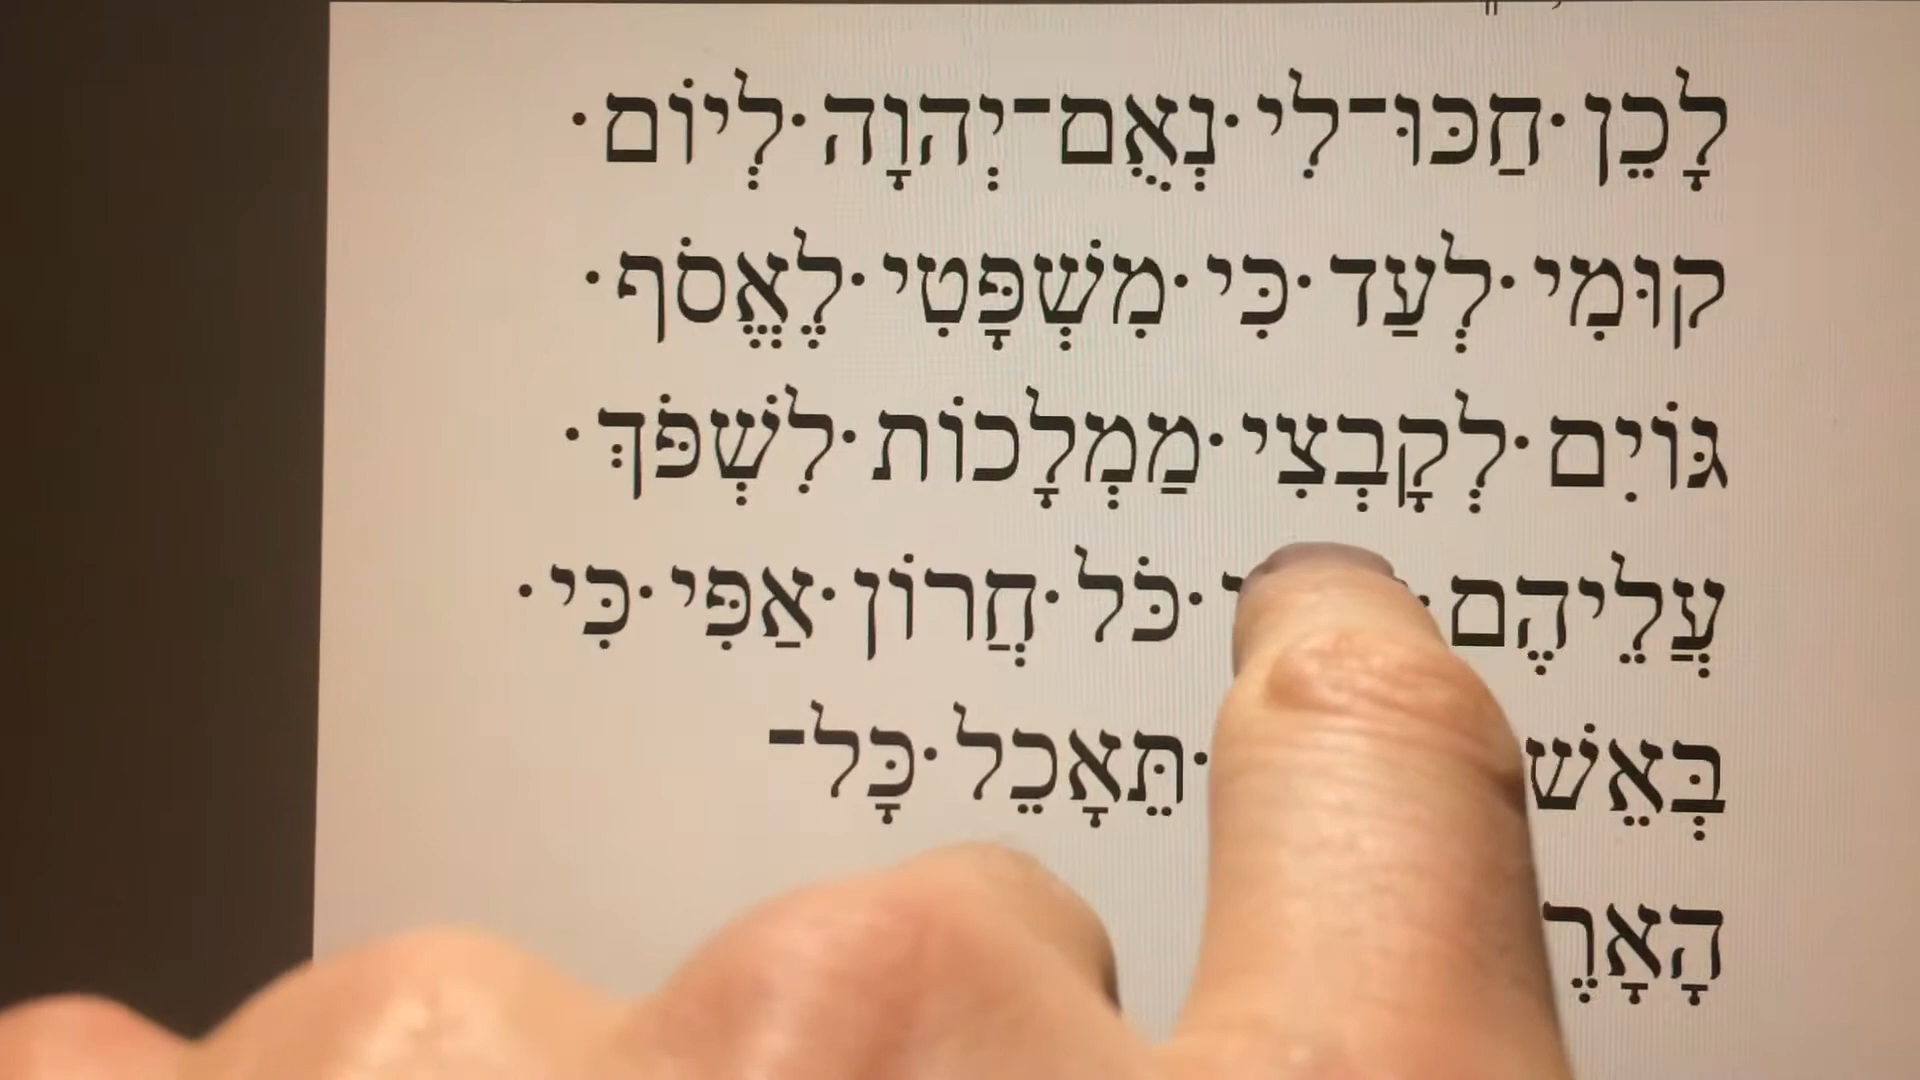 לָכֵן·חַכּוּ־לִי·נְאֻם־יְהוָה·לְיוֹם·
קוּמִי·לְעַד·כִּי·מִשְׁפָּטִי·לֶאֱסֹף·
גּוֹיִם·לְקָבְצִי·מַמְלָכוֹת·לִשְׁפֹּךְ·
עֲלֵיהֶם· ·כֹּל·חֲרוֹן·אַפִּי·כִּי·
בְּאֵשׁ ·תֵּאָכֵל·כָּל־